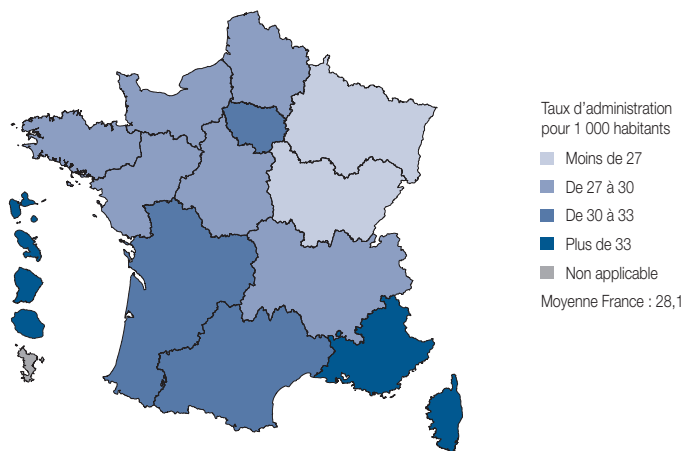 Taux d'administration
pour 1 000 habitants
Moins de 27
De 27 à 30
De 30 à 33
Plus de 33
Non applicable
Moyenne France : 28,1